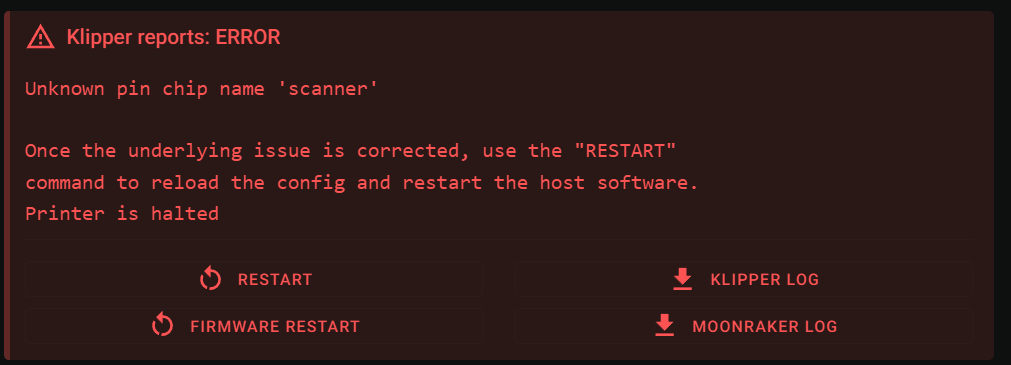 Klipper reports: ERROR
Unknown pin chip name 'scanner'
Once the underlying issue is corrected, use the "RESTART"
command to reload the config and restart the host software.
Printer is halted
RESTART
KLIPPER LOG
FIRMWARE RESTART
MOONRAKER LOG